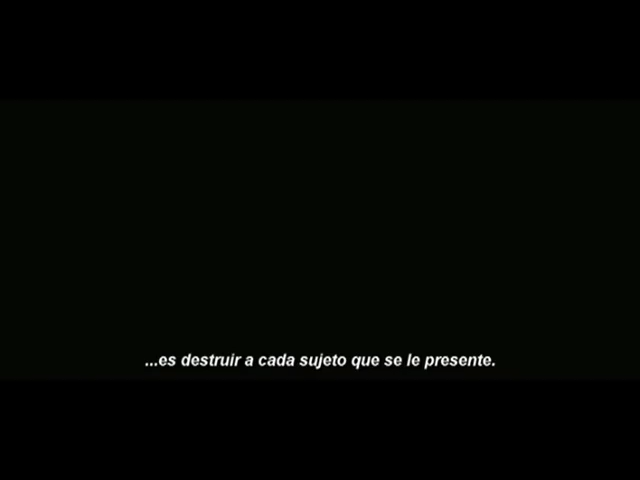 ...es destruir a cada sujeto que se le presente.